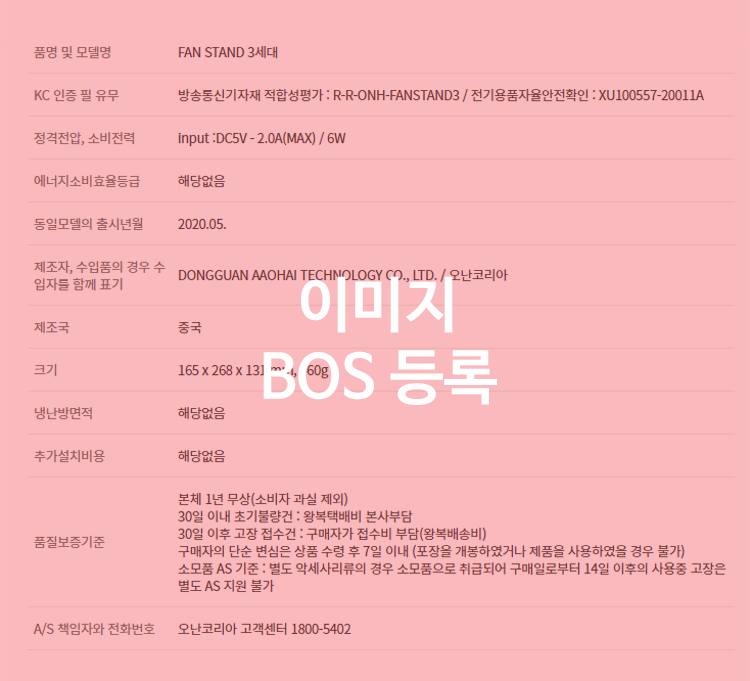 품명 및 모델명 FAN STAND 3세대
KC 인증 필 유무 방송통신기자재 적합성평가 : R-R-ONH-FANSTAND3 / 전기용품자율안전확인 : XU100557-20011A
정격전압, 소비전력 input :DC5V - 2.0A(MAX) / 6W
에너지소비효율등급 해당없음
동일모델의 출시년월 2020.05.
제조자, 수입품의 경우 수
입자를 함께 표기
DONGGUAN AAOHAI TECHNOLOGY CO., LTD. / 오난코리아
이미지
제조국 중국
크기 165 x 268 x 131
BOS 등록
냉난방면적 해당없음
추가설치비용 해당없음
품질보증기준
본체 1년 무상(소비자 과실 제외)
30일 이내 초기불량건 : 왕복택배비 본사부담
30일 이후 고장 접수건 : 구매자가 접수비 부담(왕복배송비)
구매자의 단순 변심은 상품 수령 후 7일 이내 (포장을 개봉하였거나 제품을 사용하였을 경우 불가)
소모품 AS 기준 : 별도 악세사리류의 경우 소모품으로 취급되어 구매일로부터 14일 이후의 사용중 고장은
별도 AS 지원 불가
A/S 책임자와 전화번호 오난코리아 고객센터 1800-5402